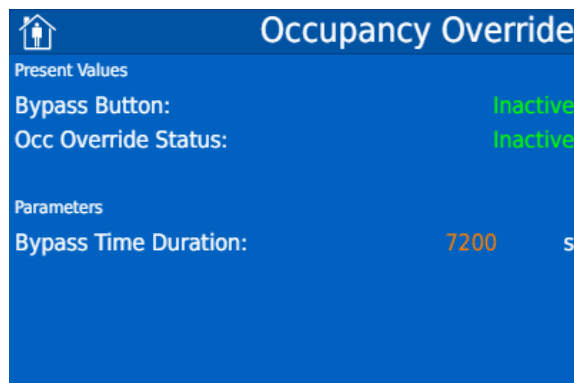 Occupancy Override
Present Values
Bypass Button: Inactive
Occ Override Status: Inactive
Parameters
Bypass Time Duration: 7200 s